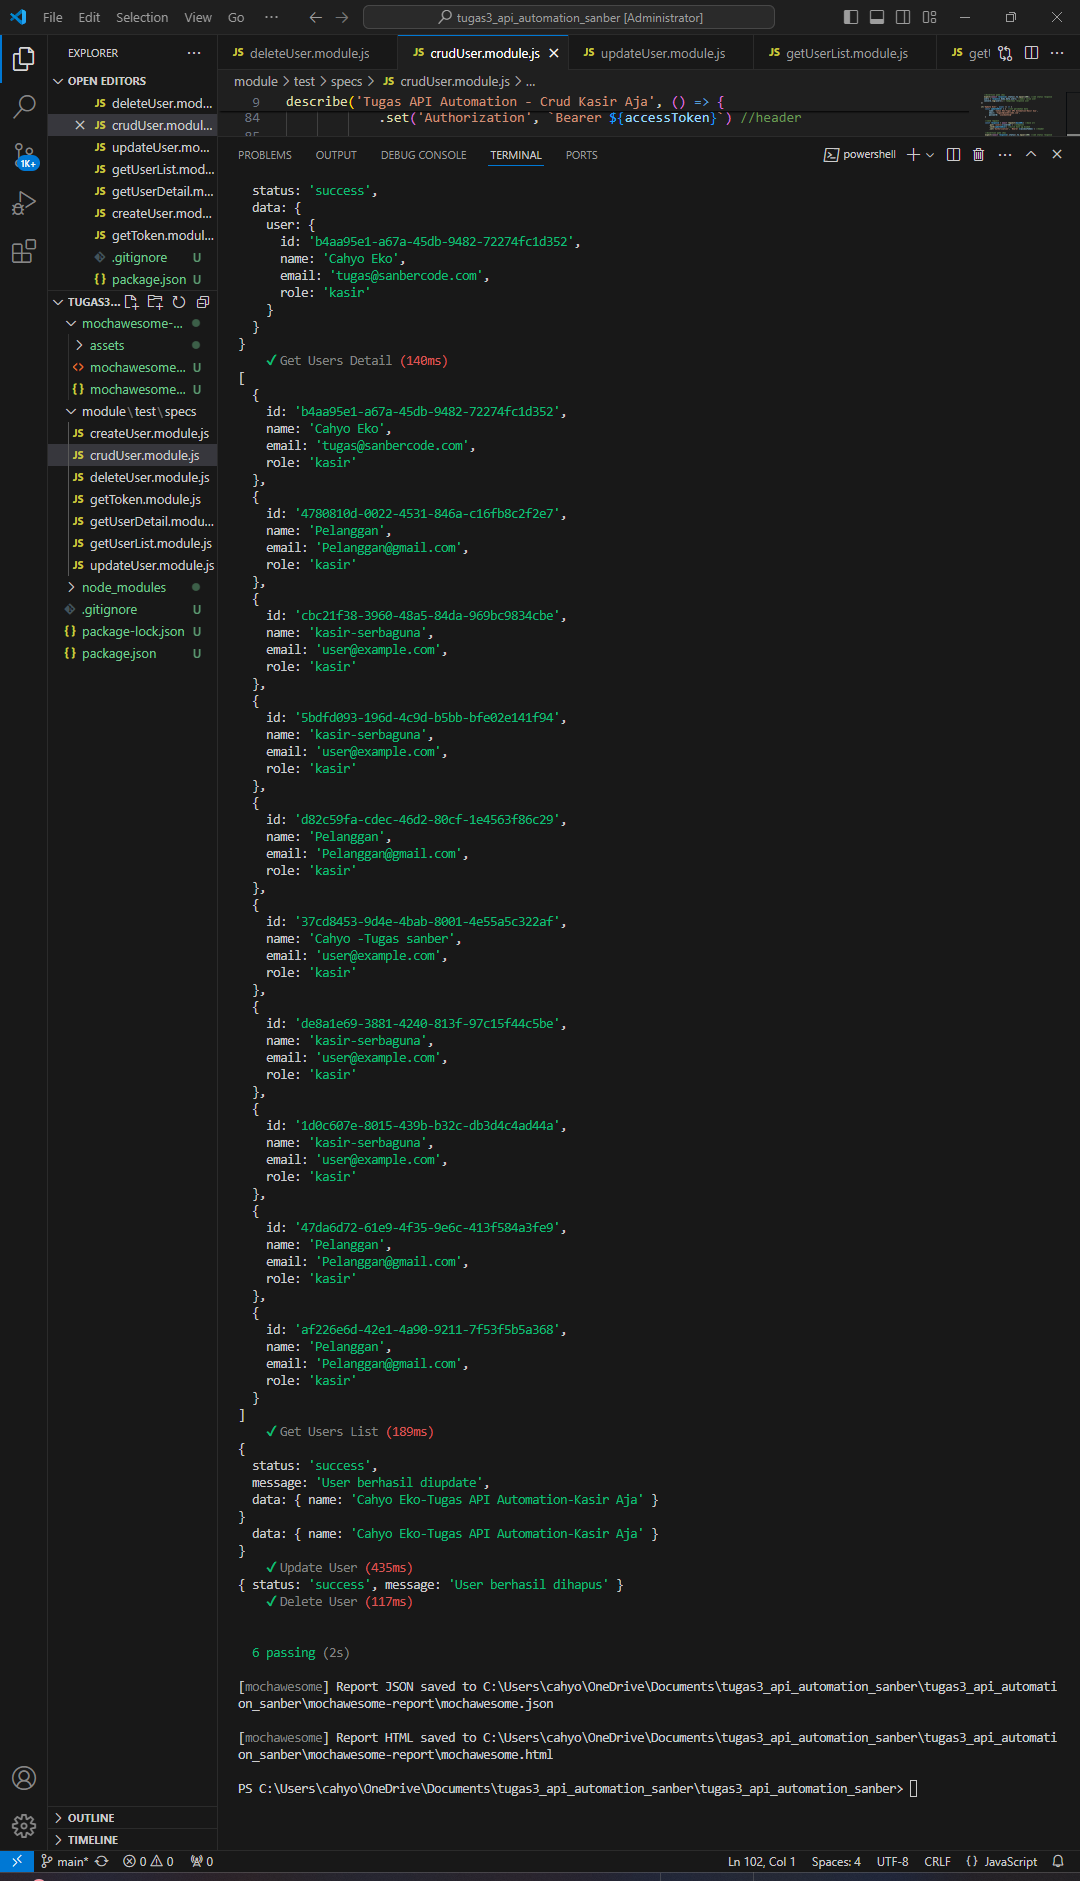 File Edit Selection View Go ··· tugas3_api_automation_sanber [Administrator]
EXPLORER ···
OPEN EDITORS
JS deleteUser.mod...
JS crudUser.modul...
JS updateUser.mo...
JS getUserList.mod...
JS getUserDetail.m...
JS createUser.mod...
JS getToken.modul...
.gitignore U
{} package.json U
1K+
TUGAS3...
mochawesome-...
assets
<> mochawesome... U
{} mochawesome... U
module\test\specs
JS createUser.module.js
JS crudUser.module.js
JS deleteUser.module.js
JS getToken.module.js
JS getUserDetail.modu...
JS getUserList.module.js
JS updateUser.module.js
node_modules
.gitignore U
{} package-lock.json U
{} package.json U
OUTLINE
TIMELINE
JS deleteUser.module.js JS crudUser.module.js JS updateUser.module.js JS getUserList.module.js JS get
module > test > specs > JS crudUser.module.js > ...
9 describe('Tugas API Automation - Crud Kasir Aja', () => {
84 .set('Authorization', `Bearer ${accessToken}`) //header
PROBLEMS OUTPUT DEBUG CONSOLE TERMINAL PORTS powershell
status: 'success',
data: {
user: {
id: 'b4aa95e1-a67a-45db-9482-72274fc1d352',
name: 'Cahyo Eko',
email: 'tugas@sanbercode.com',
role: 'kasir'
}
}
}
✔ Get Users Detail (140ms)
[
{
id: 'b4aa95e1-a67a-45db-9482-72274fc1d352',
name: 'Cahyo Eko',
email: 'tugas@sanbercode.com',
role: 'kasir'
},
{
id: '4780810d-0022-4531-846a-c16fb8c2f2e7',
name: 'Pelanggan',
email: 'Pelanggan@gmail.com',
role: 'kasir'
},
{
id: 'cbc21f38-3960-48a5-84da-969bc9834cbe',
name: 'kasir-serbaguna',
email: 'user@example.com',
role: 'kasir'
},
{
id: '5bdfd093-196d-4c9d-b5bb-bfe02e141f94',
name: 'kasir-serbaguna',
email: 'user@example.com',
role: 'kasir'
},
{
id: 'd82c59fa-cdec-46d2-80cf-1e4563f86c29',
name: 'Pelanggan',
email: 'Pelanggan@gmail.com',
role: 'kasir'
},
{
id: '37cd8453-9d4e-4bab-8001-4e55a5c322af',
name: 'Cahyo -Tugas sanber',
email: 'user@example.com',
role: 'kasir'
},
{
id: 'de8a1e69-3881-4240-813f-97c15f44c5be',
name: 'kasir-serbaguna',
email: 'user@example.com',
role: 'kasir'
},
{
id: '1d0c607e-8015-439b-b32c-db3d4c4ad44a',
name: 'kasir-serbaguna',
email: 'user@example.com',
role: 'kasir'
},
{
id: '47da6d72-61e9-4f35-9e6c-413f584a3fe9',
name: 'Pelanggan',
email: 'Pelanggan@gmail.com',
role: 'kasir'
},
{
id: 'af226e6d-42e1-4a90-9211-7f53f5b5a368',
name: 'Pelanggan',
email: 'Pelanggan@gmail.com',
role: 'kasir'
}
]
✔ Get Users List (189ms)
{
status: 'success',
message: 'User berhasil diupdate',
data: { name: 'Cahyo Eko-Tugas API Automation-Kasir Aja' }
}
data: { name: 'Cahyo Eko-Tugas API Automation-Kasir Aja' }
}
✔ Update User (435ms)
{ status: 'success', message: 'User berhasil dihapus' }
✔ Delete User (117ms)
6 passing (2s)
[mochawesome] Report JSON saved to C:\Users\cahyo\OneDrive\Documents\tugas3_api_automation_sanber\tugas3_api_automati
on_sanber\mochawesome-report\mochawesome.json
[mochawesome] Report HTML saved to C:\Users\cahyo\OneDrive\Documents\tugas3_api_automation_sanber\tugas3_api_automati
on_sanber\mochawesome-report\mochawesome.html
PS C:\Users\cahyo\OneDrive\Documents\tugas3_api_automation_sanber\tugas3_api_automation_sanber>
main* 0 0 0 Ln 102, Col 1 Spaces: 4 UTF-8 CRLF {} JavaScript